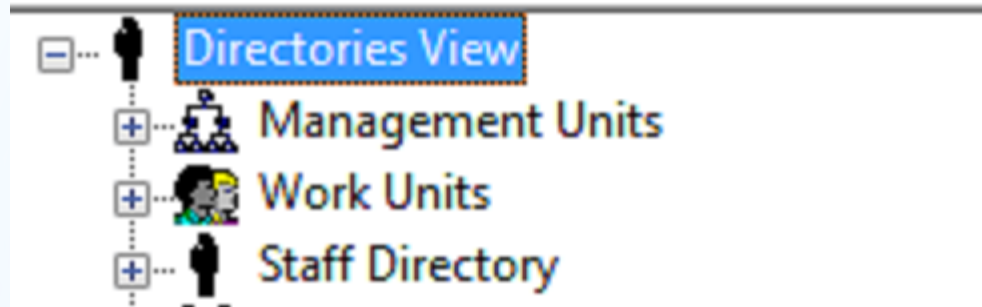 Directories View
Management Units
Work Units
Staff Directory